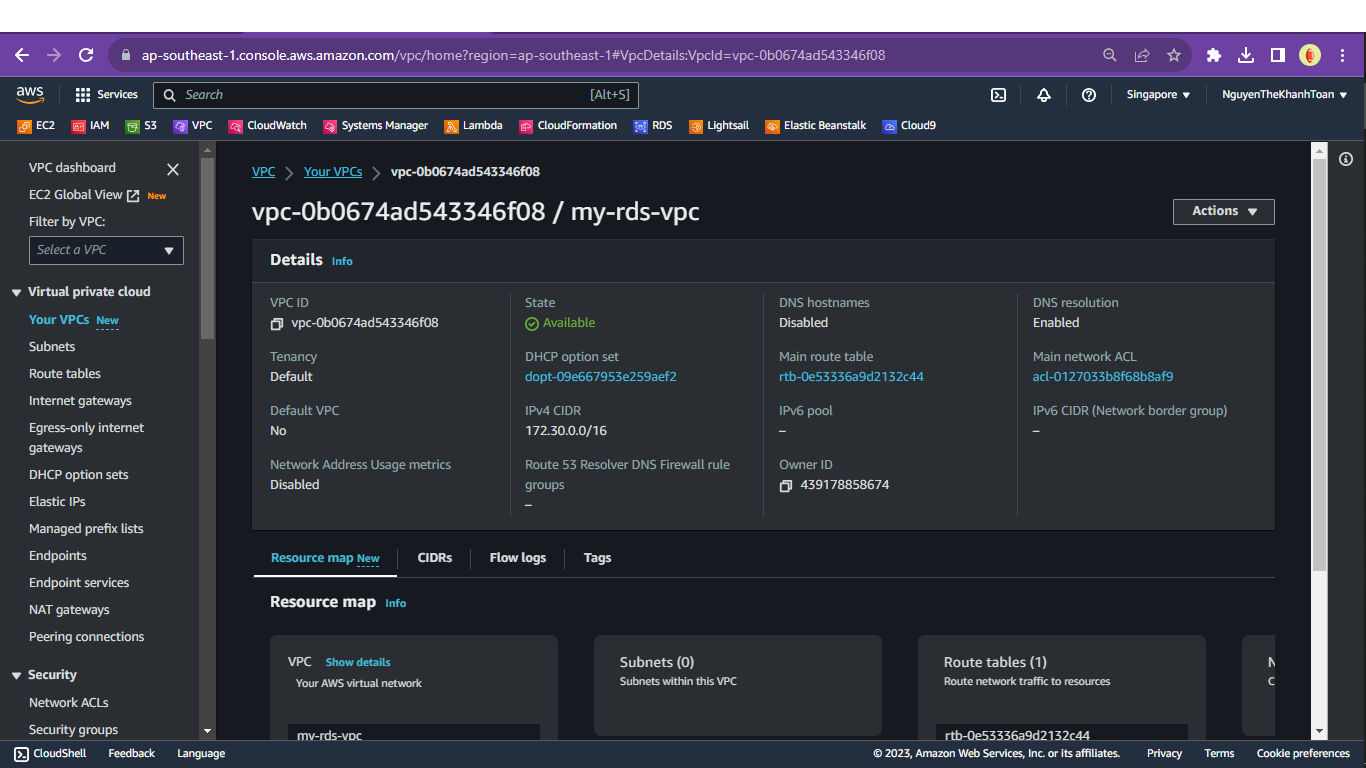 ap-southeast-1.console.aws.amazon.com/vpc/home?region=ap-southeast-1#VpcDetails:VpcId=vpc-0b0674ad543346f08
aws Services Search [Alt+S] Singapore NguyenTheKhanhToan
EC2 IAM S3 VPC CloudWatch Systems Manager Lambda CloudFormation RDS Lightsail Elastic Beanstalk Cloud9
VPC dashboard
EC2 Global View New
Filter by VPC:
Select a VPC
Virtual private cloud
Your VPCs New
Subnets
Route tables
Internet gateways
Egress-only internet
gateways
DHCP option sets
Elastic IPs
Managed prefix lists
Endpoints
Endpoint services
NAT gateways
Peering connections
Security
Network ACLs
Security groups
VPC Your VPCs vpc-0b0674ad543346f08
vpc-0b0674ad543346f08 / my-rds-vpc
Actions
Details Info
VPC ID
vpc-0b0674ad543346f08
State
Available
DNS hostnames
Disabled
DNS resolution
Enabled
Tenancy
Default
DHCP option set
dopt-09e667953e259aef2
Main route table
rtb-0e53336a9d2132c44
Main network ACL
acl-0127033b8f68b8af9
Default VPC
No
IPv4 CIDR
172.30.0.0/16
IPv6 pool
–
IPv6 CIDR (Network border group)
–
Network Address Usage metrics
Disabled
Route 53 Resolver DNS Firewall rule
groups
–
Owner ID
439178858674
Resource map New CIDRs Flow logs Tags
Resource map Info
VPC Show details
Your AWS virtual network
my-rds-vpc
Subnets (0)
Subnets within this VPC
Route tables (1)
Route network traffic to resources
rtb-0e53336a9d2132c44
CloudShell Feedback Language © 2023, Amazon Web Services, Inc. or its affiliates. Privacy Terms Cookie preferences